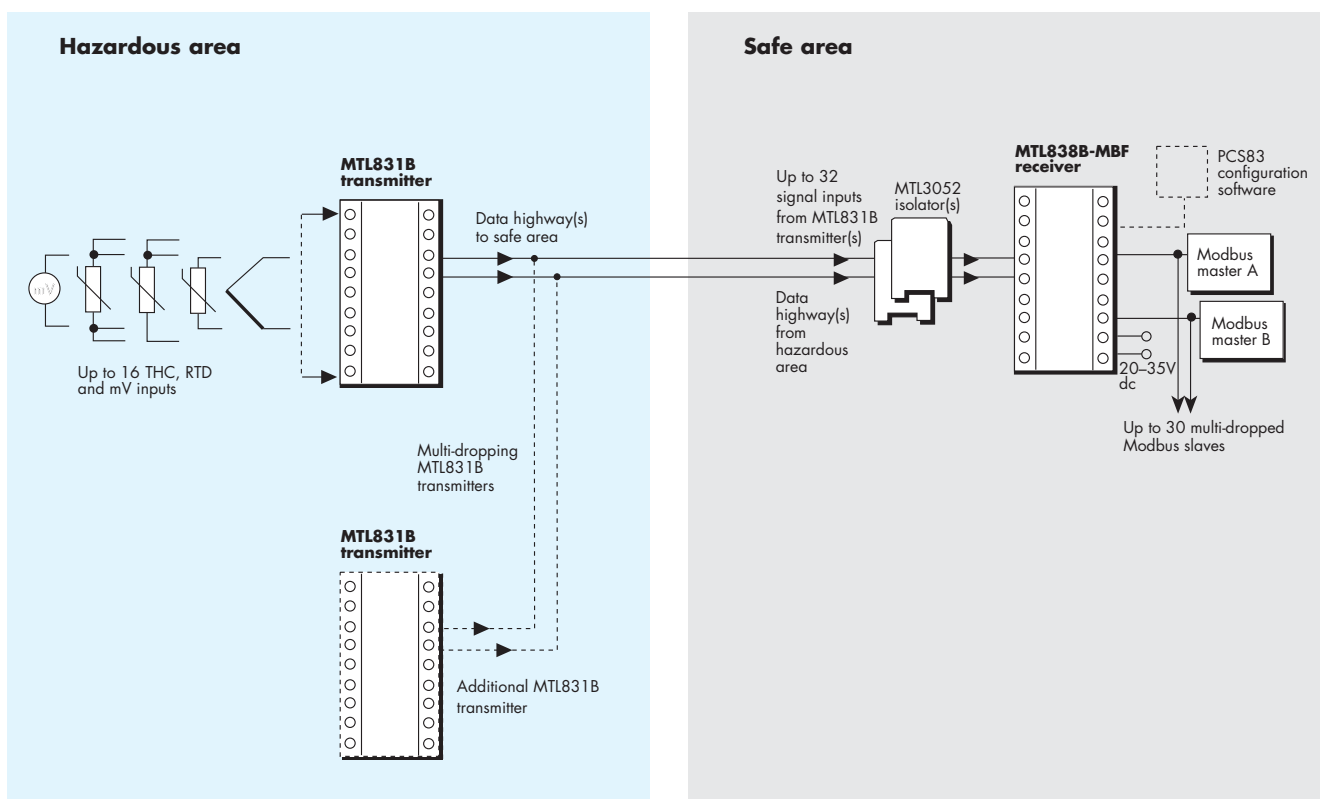 Hazardous area
Safe area
MTL831B
transmitter
Data highway(s)
to safe area
mV
Up to 16 THC, RTD
and mV inputs
Multi-dropping
MTL831B
transmitters
MTL831B
transmitter
Additional MTL831B
transmitter
Up to 32
signal inputs
from MTL831B
transmitter(s)
Data
highway(s)
from
hazardous
area
MTL3052
isolator(s)
MTL838B-MBF
receiver
PCS83
configuration
software
Modbus
master A
Modbus
master B
20–35V
dc
Up to 30 multi-dropped
Modbus slaves